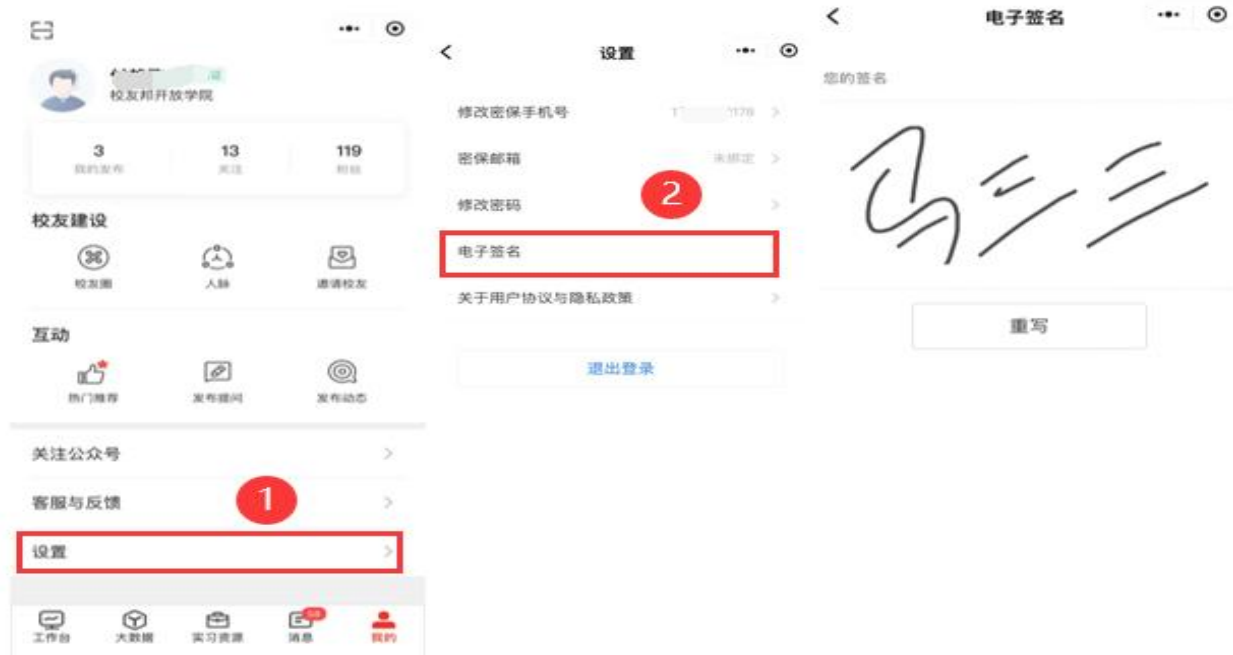 校友邦开放学院
3
13
119
我的发布
关注
粉丝
校友建设
校友圈
人脉
邀请校友
互动
热门推荐
发布提问
发布动态
关注公众号
客服与反馈
1
设置
工作台
大数据
实习资源
消息
我的
设置
修改密保手机号
密保邮箱
未绑定
2
修改密码
电子签名
关于用户协议与隐私政策
退出登录
电子签名
您的签名
重写